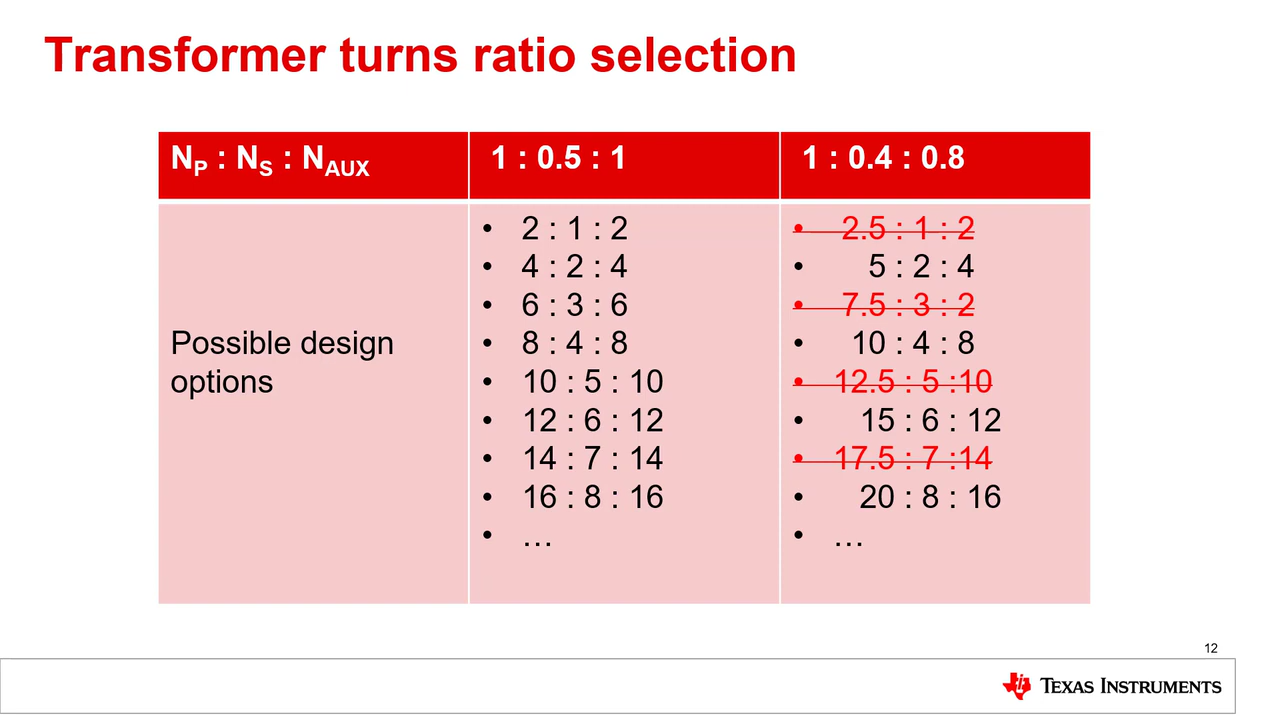 Transformer turns ratio selection
NP : NS : NAUX
1 : 0.5 : 1
1 : 0.4 : 0.8
Possible design
options
• 2 : 1 : 2
• 4 : 2 : 4
• 6 : 3 : 6
• 8 : 4 : 8
• 10 : 5 : 10
• 12 : 6 : 12
• 14 : 7 : 14
• 16 : 8 : 16
• …
• 2.5 : 1 : 2
• 5 : 2 : 4
• 7.5 : 3 : 2
• 10 : 4 : 8
• 12.5 : 5 :10
• 15 : 6 : 12
• 17.5 : 7 :14
• 20 : 8 : 16
• …
12
TEXAS INSTRUMENTS